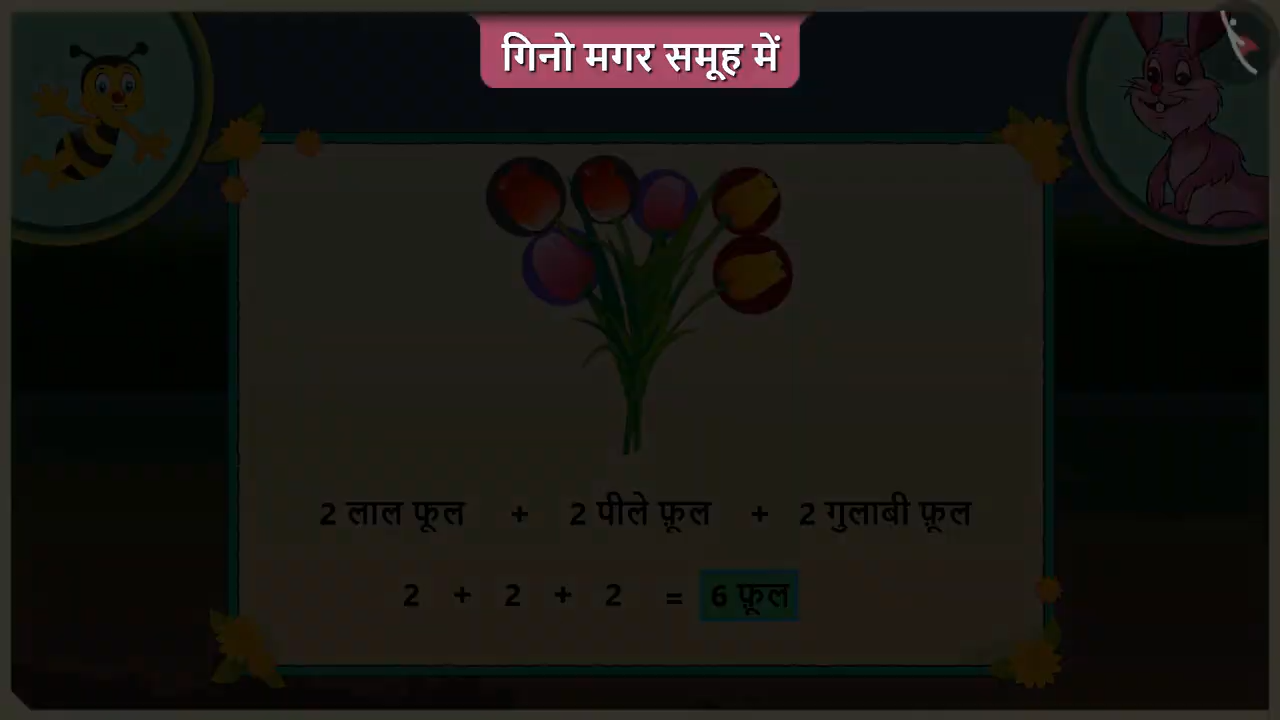 गिनो मगर समूह में
2 लाल फूल + 2 पीले फ़ूल + 2 गुलाबी फ़ूल
2 + 2 + 2 = 6 फ़ूल